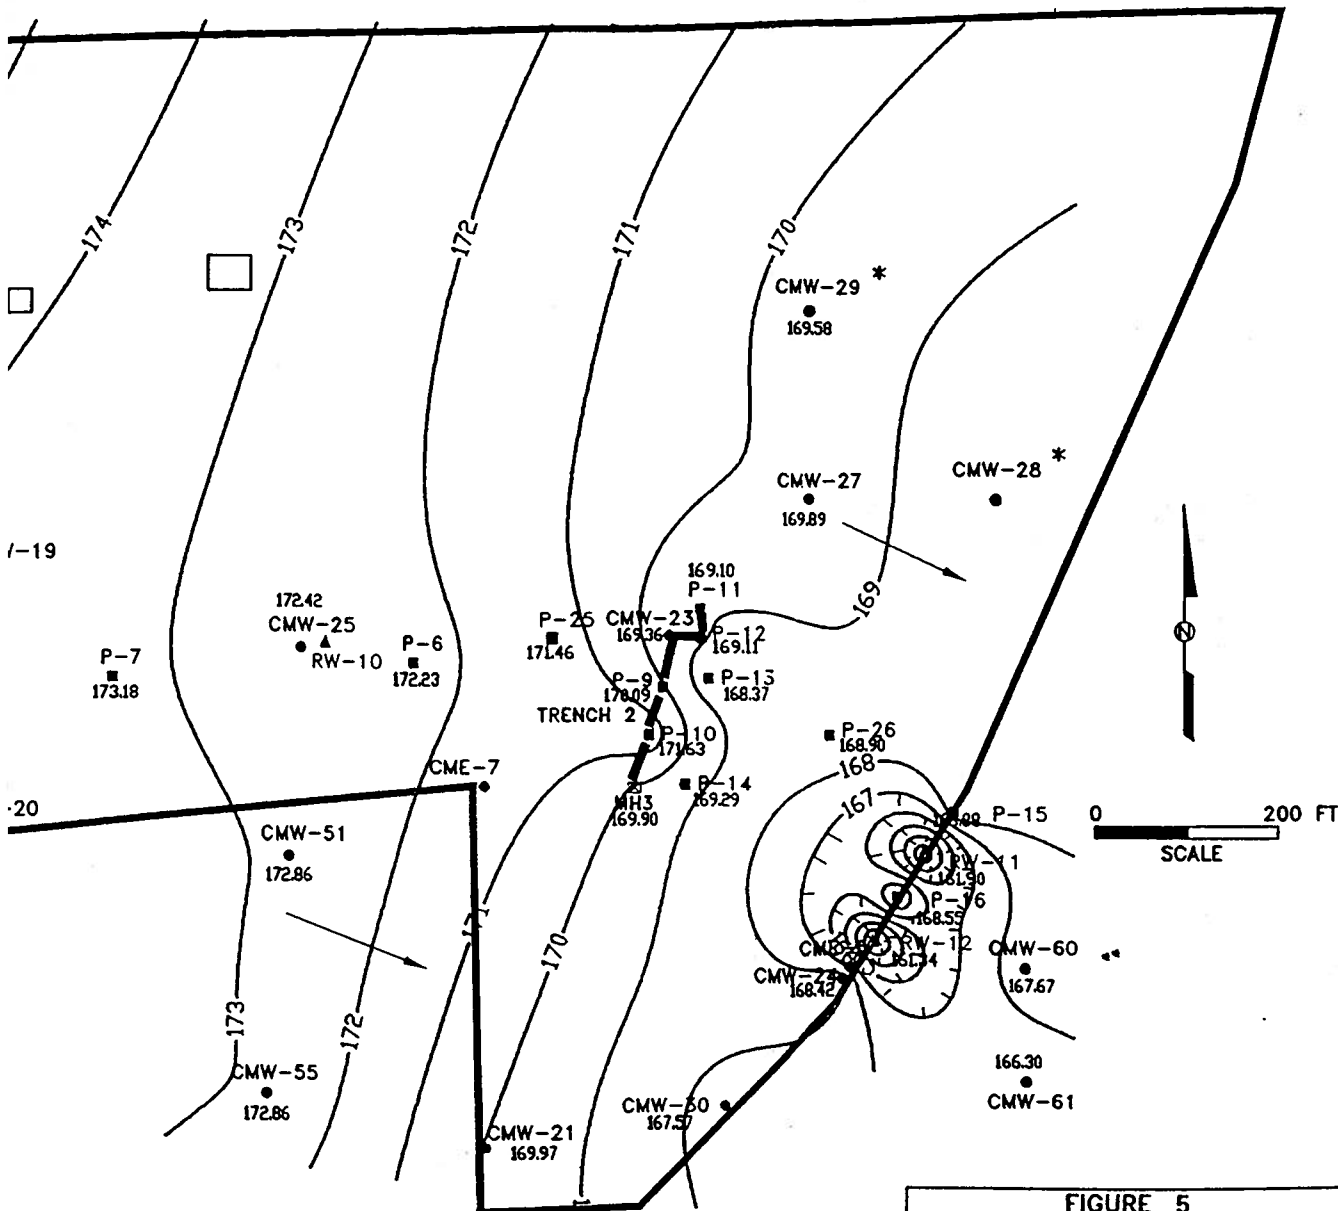 174
173
172
171
170
CMW-29 *
169.58
CMW-27
169.89
CMW-28 *
-19
169
172.42
CMW-25
RW-10
P-7
173.18
P-6
172.23
P-25
171.46
169.10
P-11
CMW-23
169.36
P-12
169.11
P-9
170.09
P-13
168.37
TRENCH 2
P-10
171.63
P-26
168.90
168
167
CME-7
P-14
169.29
MH3
169.90
P-15
-20
CMW-51
172.86
RW-11
161.90
P-16
168.55
RW-12
CMW-24
168.42
CMW-60
167.67
171
170
173
172
CMW-55
172.86
166.30
CMW-61
CMW-30
167.57
CMW-21
169.97
N
0 200 FT
SCALE
FIGURE 5